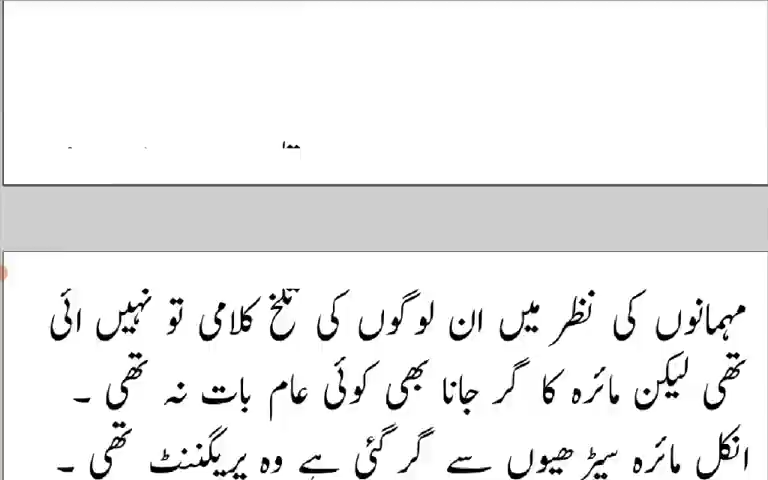 مہمانوں کی نظر میں ان لوگوں کی تلخ کلامی تو نہیں ائی
تھی لیکن مائرہ کا گر جانا بھی کوئی عام بات نہ تھی ۔
انکل مائرہ سیڑھیوں سے گر گئی ہے وہ پریگننٹ تھی ۔